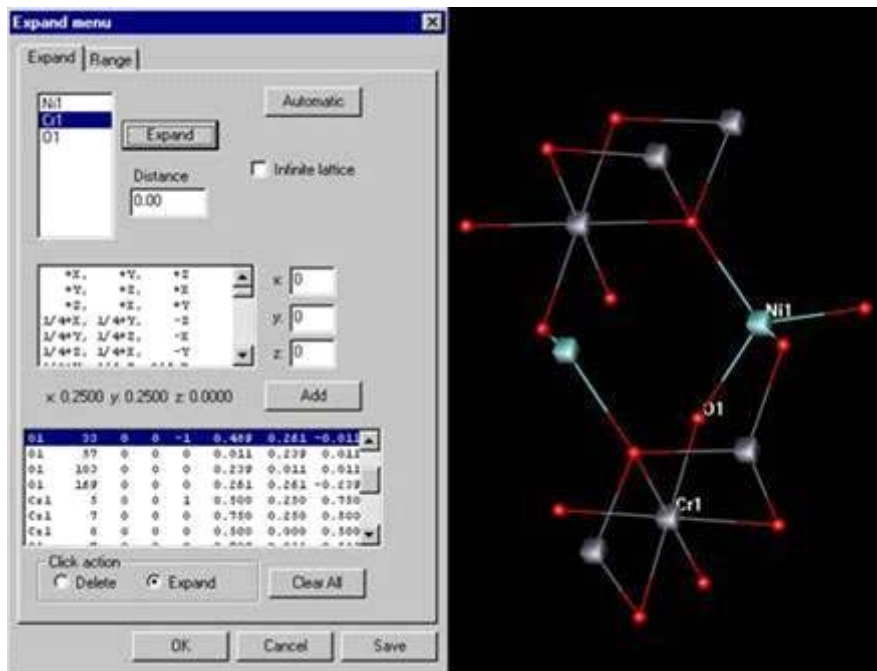 Expand menu
Expand Range
Ni1
Cr1
O1
Automatic
Expand
Infinite lattice
Distance
0.00
+X, +Y, +Z
+Y, +Z, +X
+Z, +X, +Y
1/4+X, 1/4+Y, -Z
1/4+Y, 1/4+Z, -X
1/4+Z, 1/4+X, -Y
x: 0
y: 0
z: 0
x: 0.2500 y: 0.2500 z: 0.0000
Add
O1 33 0 0 -1 0.489 0.261 -0.011
O1 57 0 0 0 0.011 0.239 0.011
O1 103 0 0 0 0.239 0.011 0.011
O1 169 0 0 0 0.261 0.261 -0.239
Cr1 5 0 0 1 0.500 0.250 0.750
Cr1 7 0 0 0 0.750 0.250 0.500
Cr1 8 0 0 0 0.500 0.000 0.500
Click action
Delete Expand
Clear All
OK Cancel Save
Ni1
O1
Cr1